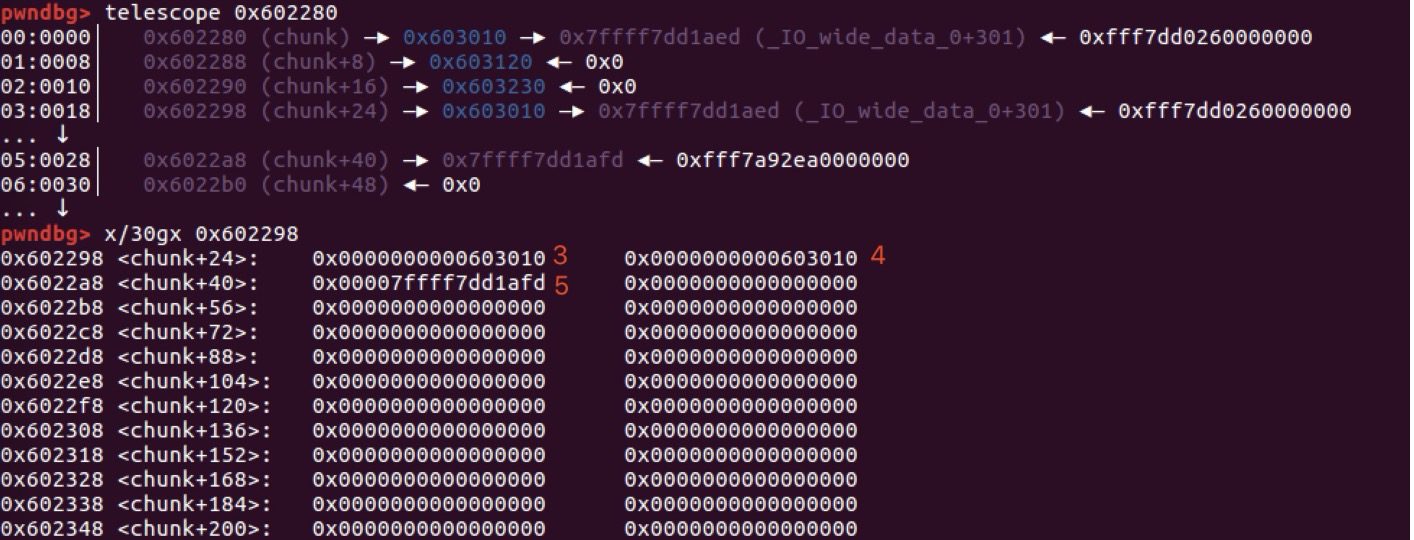 pwndbg> telescope 0x602280
00:0000│ 0x602280 (chunk) —▸ 0x603010 —▸ 0x7ffff7dd1aed (_IO_wide_data_0+301) ◂— 0xfff7dd0260000000
01:0008│ 0x602288 (chunk+8) —▸ 0x603120 ◂— 0x0
02:0010│ 0x602290 (chunk+16) —▸ 0x603230 ◂— 0x0
03:0018│ 0x602298 (chunk+24) —▸ 0x603010 —▸ 0x7ffff7dd1aed (_IO_wide_data_0+301) ◂— 0xfff7dd0260000000
... ↓
05:0028│ 0x6022a8 (chunk+40) —▸ 0x7ffff7dd1afd ◂— 0xfff7a92ea0000000
06:0030│ 0x6022b0 (chunk+48) ◂— 0x0
... ↓
pwndbg> x/30gx 0x602298
0x602298 <chunk+24>: 0x0000000000603010 3 0x0000000000603010 4
0x6022a8 <chunk+40>: 0x00007ffff7dd1afd 5 0x0000000000000000
0x6022b8 <chunk+56>: 0x0000000000000000 0x0000000000000000
0x6022c8 <chunk+72>: 0x0000000000000000 0x0000000000000000
0x6022d8 <chunk+88>: 0x0000000000000000 0x0000000000000000
0x6022e8 <chunk+104>: 0x0000000000000000 0x0000000000000000
0x6022f8 <chunk+120>: 0x0000000000000000 0x0000000000000000
0x602308 <chunk+136>: 0x0000000000000000 0x0000000000000000
0x602318 <chunk+152>: 0x0000000000000000 0x0000000000000000
0x602328 <chunk+168>: 0x0000000000000000 0x0000000000000000
0x602338 <chunk+184>: 0x0000000000000000 0x0000000000000000
0x602348 <chunk+200>: 0x0000000000000000 0x0000000000000000